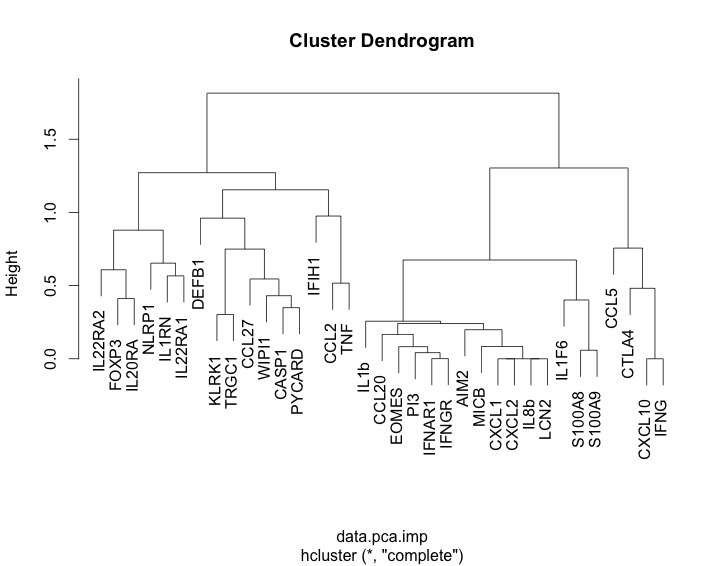 Cluster Dendrogram
Height
1.5
1.0
0.5
0.0
IL22RA2
FOXP3
IL20RA
NLRP1
IL1RN
IL22RA1
DEFB1
KLRK1
TRGC1
CCL27
WIPI1
CASP1
PYCARD
IFIH1
CCL2
TNF
IL1b
CCL20
EOMES
PI3
IFNAR1
IFNGR
AIM2
MICB
CXCL1
CXCL2
IL8b
LCN2
IL1F6
S100A8
S100A9
CCL5
CTLA4
CXCL10
IFNG
data.pca.imp
hcluster (*, "complete")